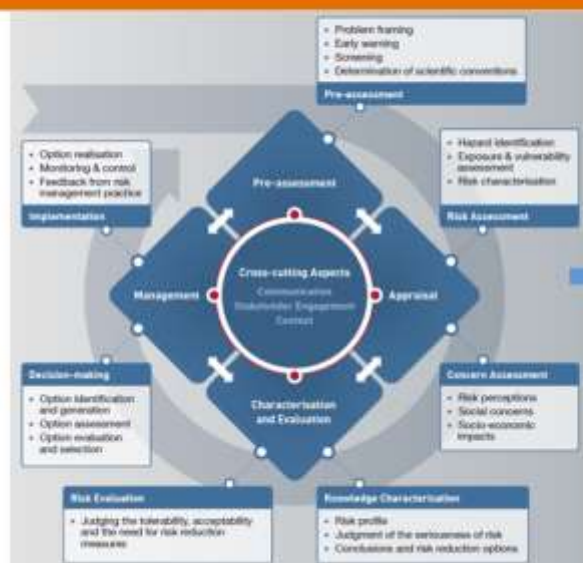 • Problem framing
• Early warning
• Screening
• Determination of scientific conventions
Pre-assessment
• Option realisation
• Monitoring & control
• Feedback from risk
management practice
Implementation
• Hazard identification
• Exposure & vulnerability
assessment
• Risk characterisation
Risk Assessment
Pre-assessment
Management
Cross-cutting Aspects
Communication
Stakeholder Engagement
Context
Appraisal
Characterisation
and Evaluation
Decision-making
• Option identification
and generation
• Option assessment
• Option evaluation
and selection
Concern Assessment
• Risk perceptions
• Social concerns
• Socio-economic
impacts
Risk Evaluation
• Judging the tolerability, acceptability
and the need for risk reduction
measures
Knowledge Characterisation
• Risk profile
• Judgment of the seriousness of risk
• Conclusions and risk reduction options